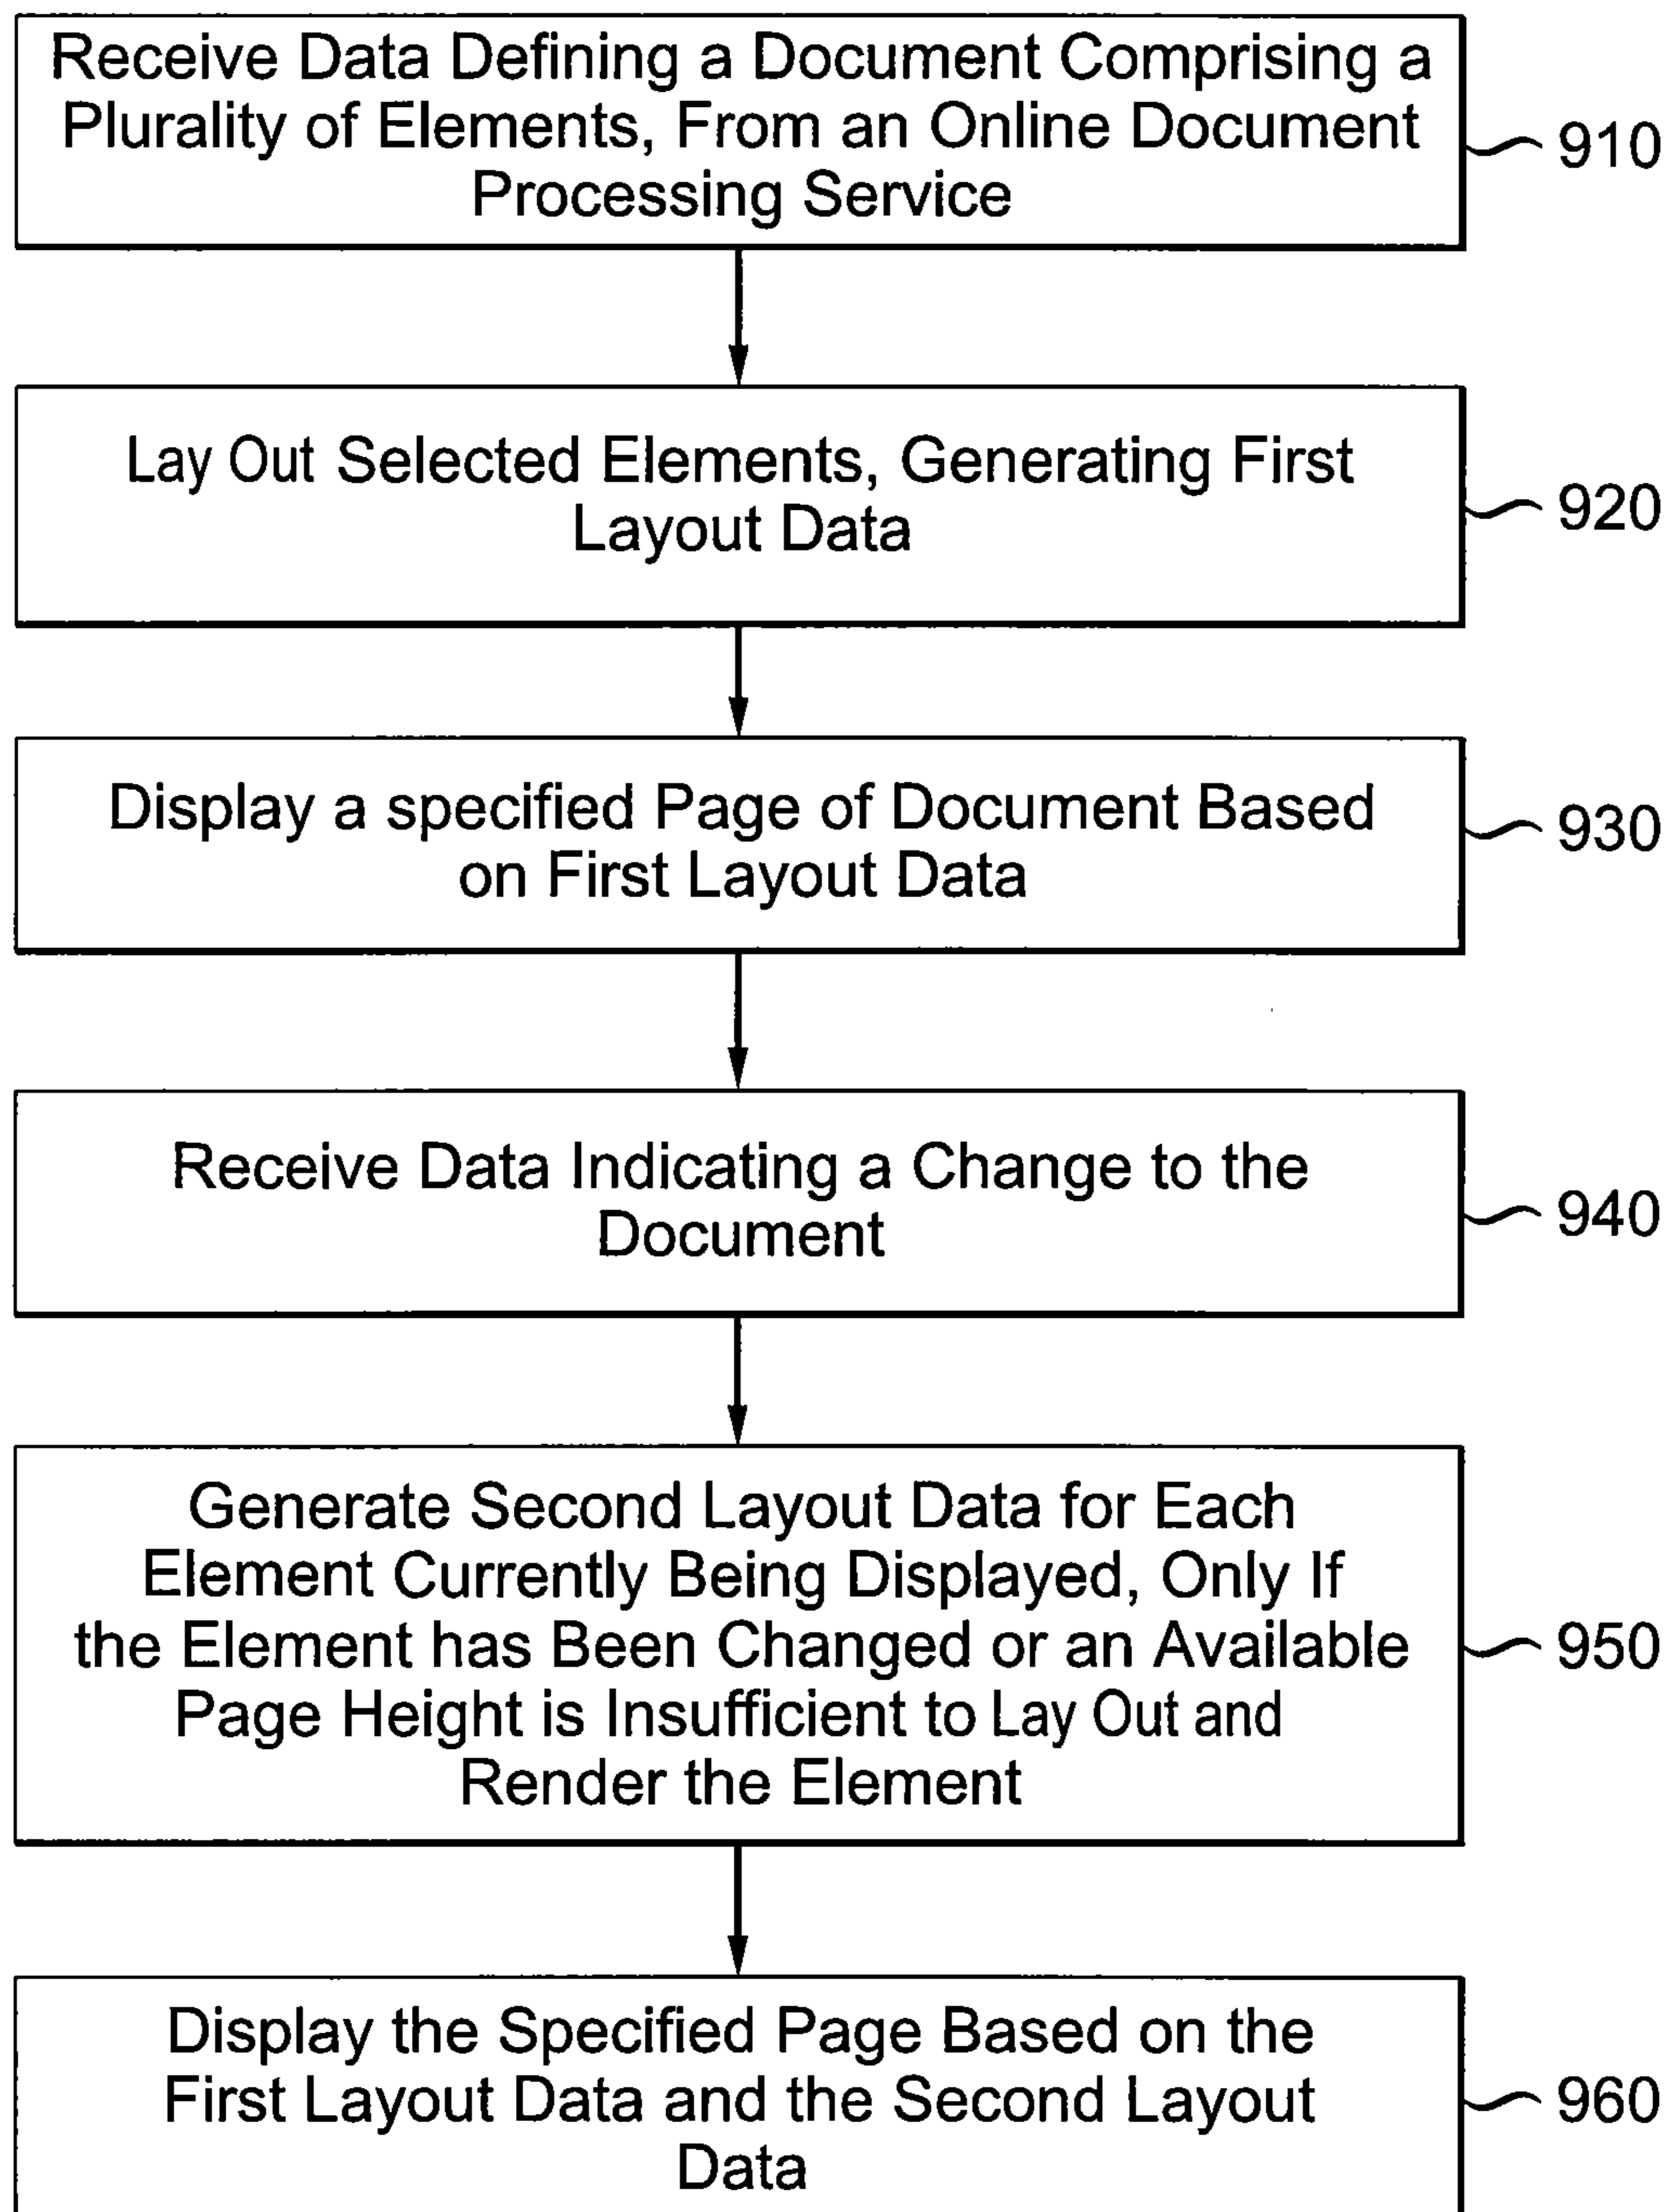 Receive Data Defining a Document Comprising a
Plurality of Elements, From an Online Document
Processing Service
910
Lay Out Selected Elements, Generating First
Layout Data
920
Display a specified Page of Document Based
on First Layout Data
930
Receive Data Indicating a Change to the
Document
940
Generate Second Layout Data for Each
Element Currently Being Displayed, Only If
the Element has Been Changed or an Available
Page Height is Insufficient to Lay Out and
Render the Element
950
Display the Specified Page Based on the
First Layout Data and the Second Layout
Data
960